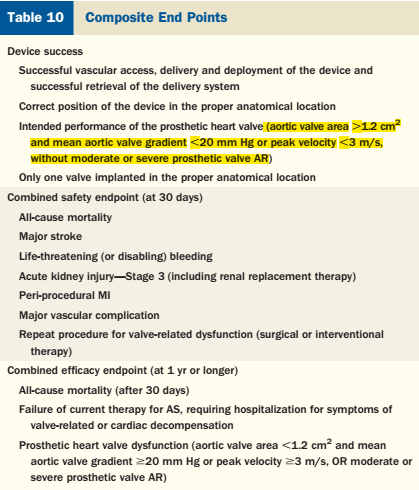 Table 10 Composite End Points
Device success
Successful vascular access, delivery and deployment of the device and
successful retrieval of the delivery system
Correct position of the device in the proper anatomical location
Intended performance of the prosthetic heart valve (aortic valve area >1.2 cm²
and mean aortic valve gradient <20 mm Hg or peak velocity <3 m/s,
without moderate or severe prosthetic valve AR)
Only one valve implanted in the proper anatomical location
Combined safety endpoint (at 30 days)
All-cause mortality
Major stroke
Life-threatening (or disabling) bleeding
Acute kidney injury—Stage 3 (including renal replacement therapy)
Peri-procedural MI
Major vascular complication
Repeat procedure for valve-related dysfunction (surgical or interventional
therapy)
Combined efficacy endpoint (at 1 yr or longer)
All-cause mortality (after 30 days)
Failure of current therapy for AS, requiring hospitalization for symptoms of
valve-related or cardiac decompensation
Prosthetic heart valve dysfunction (aortic valve area <1.2 cm² and mean
aortic valve gradient ≥20 mm Hg or peak velocity ≥3 m/s, OR moderate or
severe prosthetic valve AR)